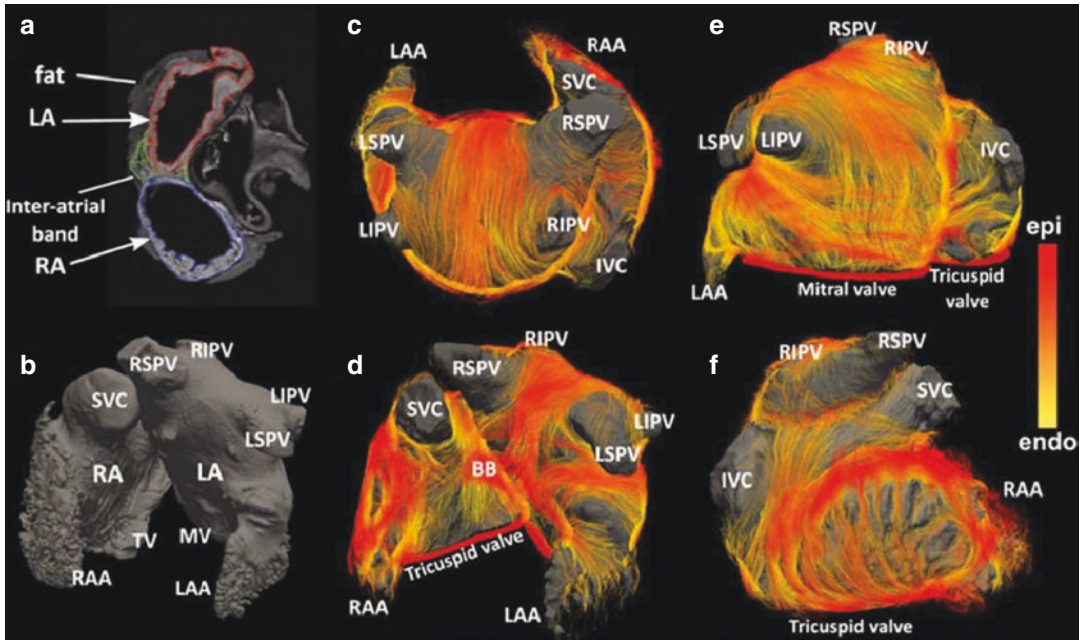 a
fat
LA
Inter-atrial
band
RA
b
RSPV
RIPV
SVC
LIPV
LSPV
RA
LA
TV
MV
RAA
LAA
c
LAA
RAA
SVC
LSPV
RSPV
LIPV
RIPV
IVC
d
RSPV
RIPV
SVC
LIPV
LSPV
BB
Tricuspid valve
RAA
LAA
e
RSPV
RIPV
LSPV
LIPV
IVC
LAA
Mitral valve
Tricuspid
valve
epi
endo
f
RIPV
RSPV
SVC
IVC
RAA
Tricuspid valve